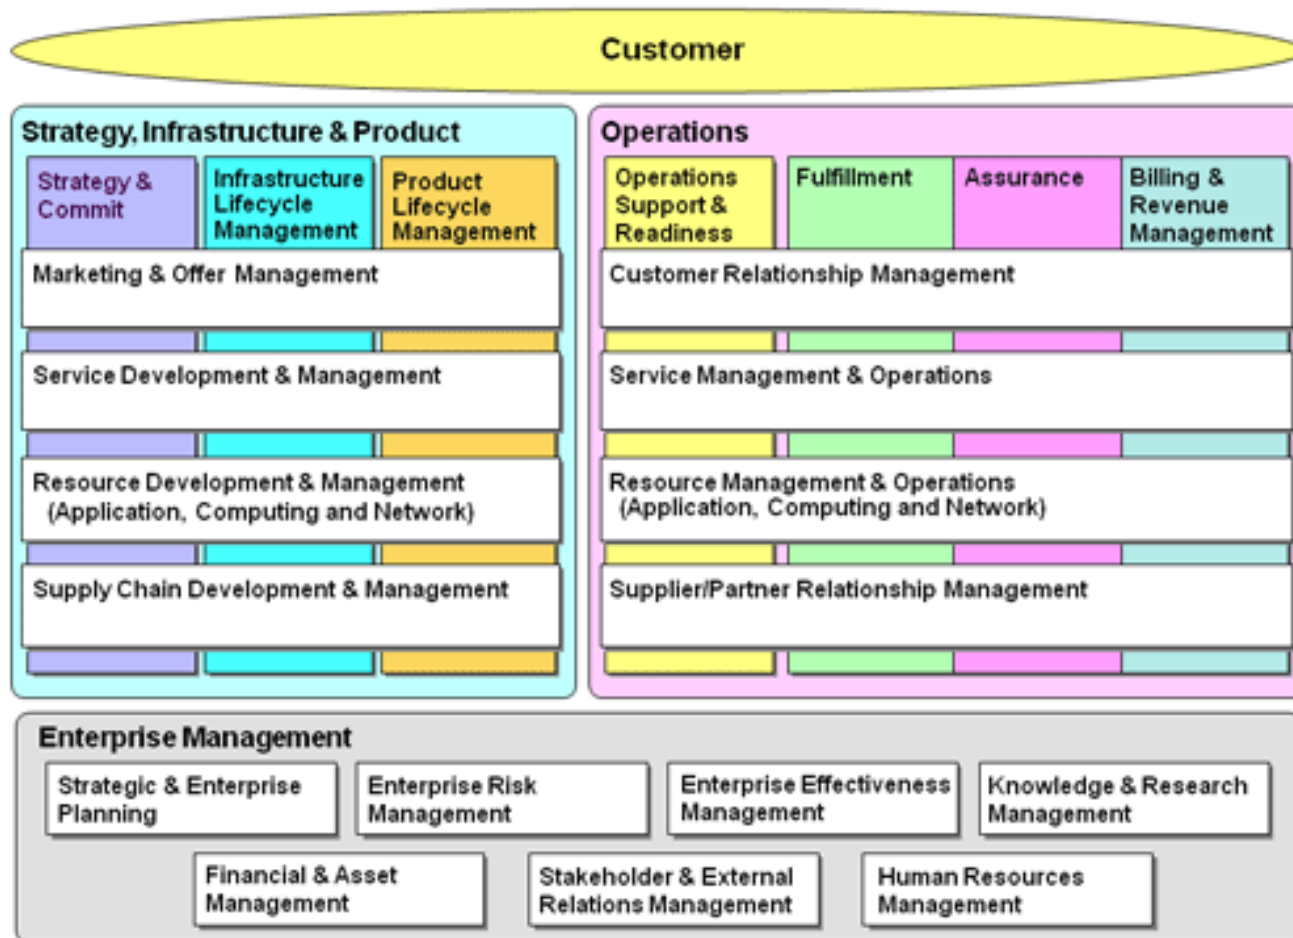 Customer
Strategy, Infrastructure & Product
Strategy &
Commit
Infrastructure
Lifecycle
Management
Product
Lifecycle
Management
Marketing & Offer Management
Service Development & Management
Resource Development & Management
(Application, Computing and Network)
Supply Chain Development & Management
Operations
Operations
Support &
Readiness
Fulfillment
Assurance
Billing &
Revenue
Management
Customer Relationship Management
Service Management & Operations
Resource Management & Operations
(Application, Computing and Network)
Supplier/Partner Relationship Management
Enterprise Management
Strategic & Enterprise
Planning
Enterprise Risk
Management
Enterprise Effectiveness
Management
Knowledge & Research
Management
Financial & Asset
Management
Stakeholder & External
Relations Management
Human Resources
Management